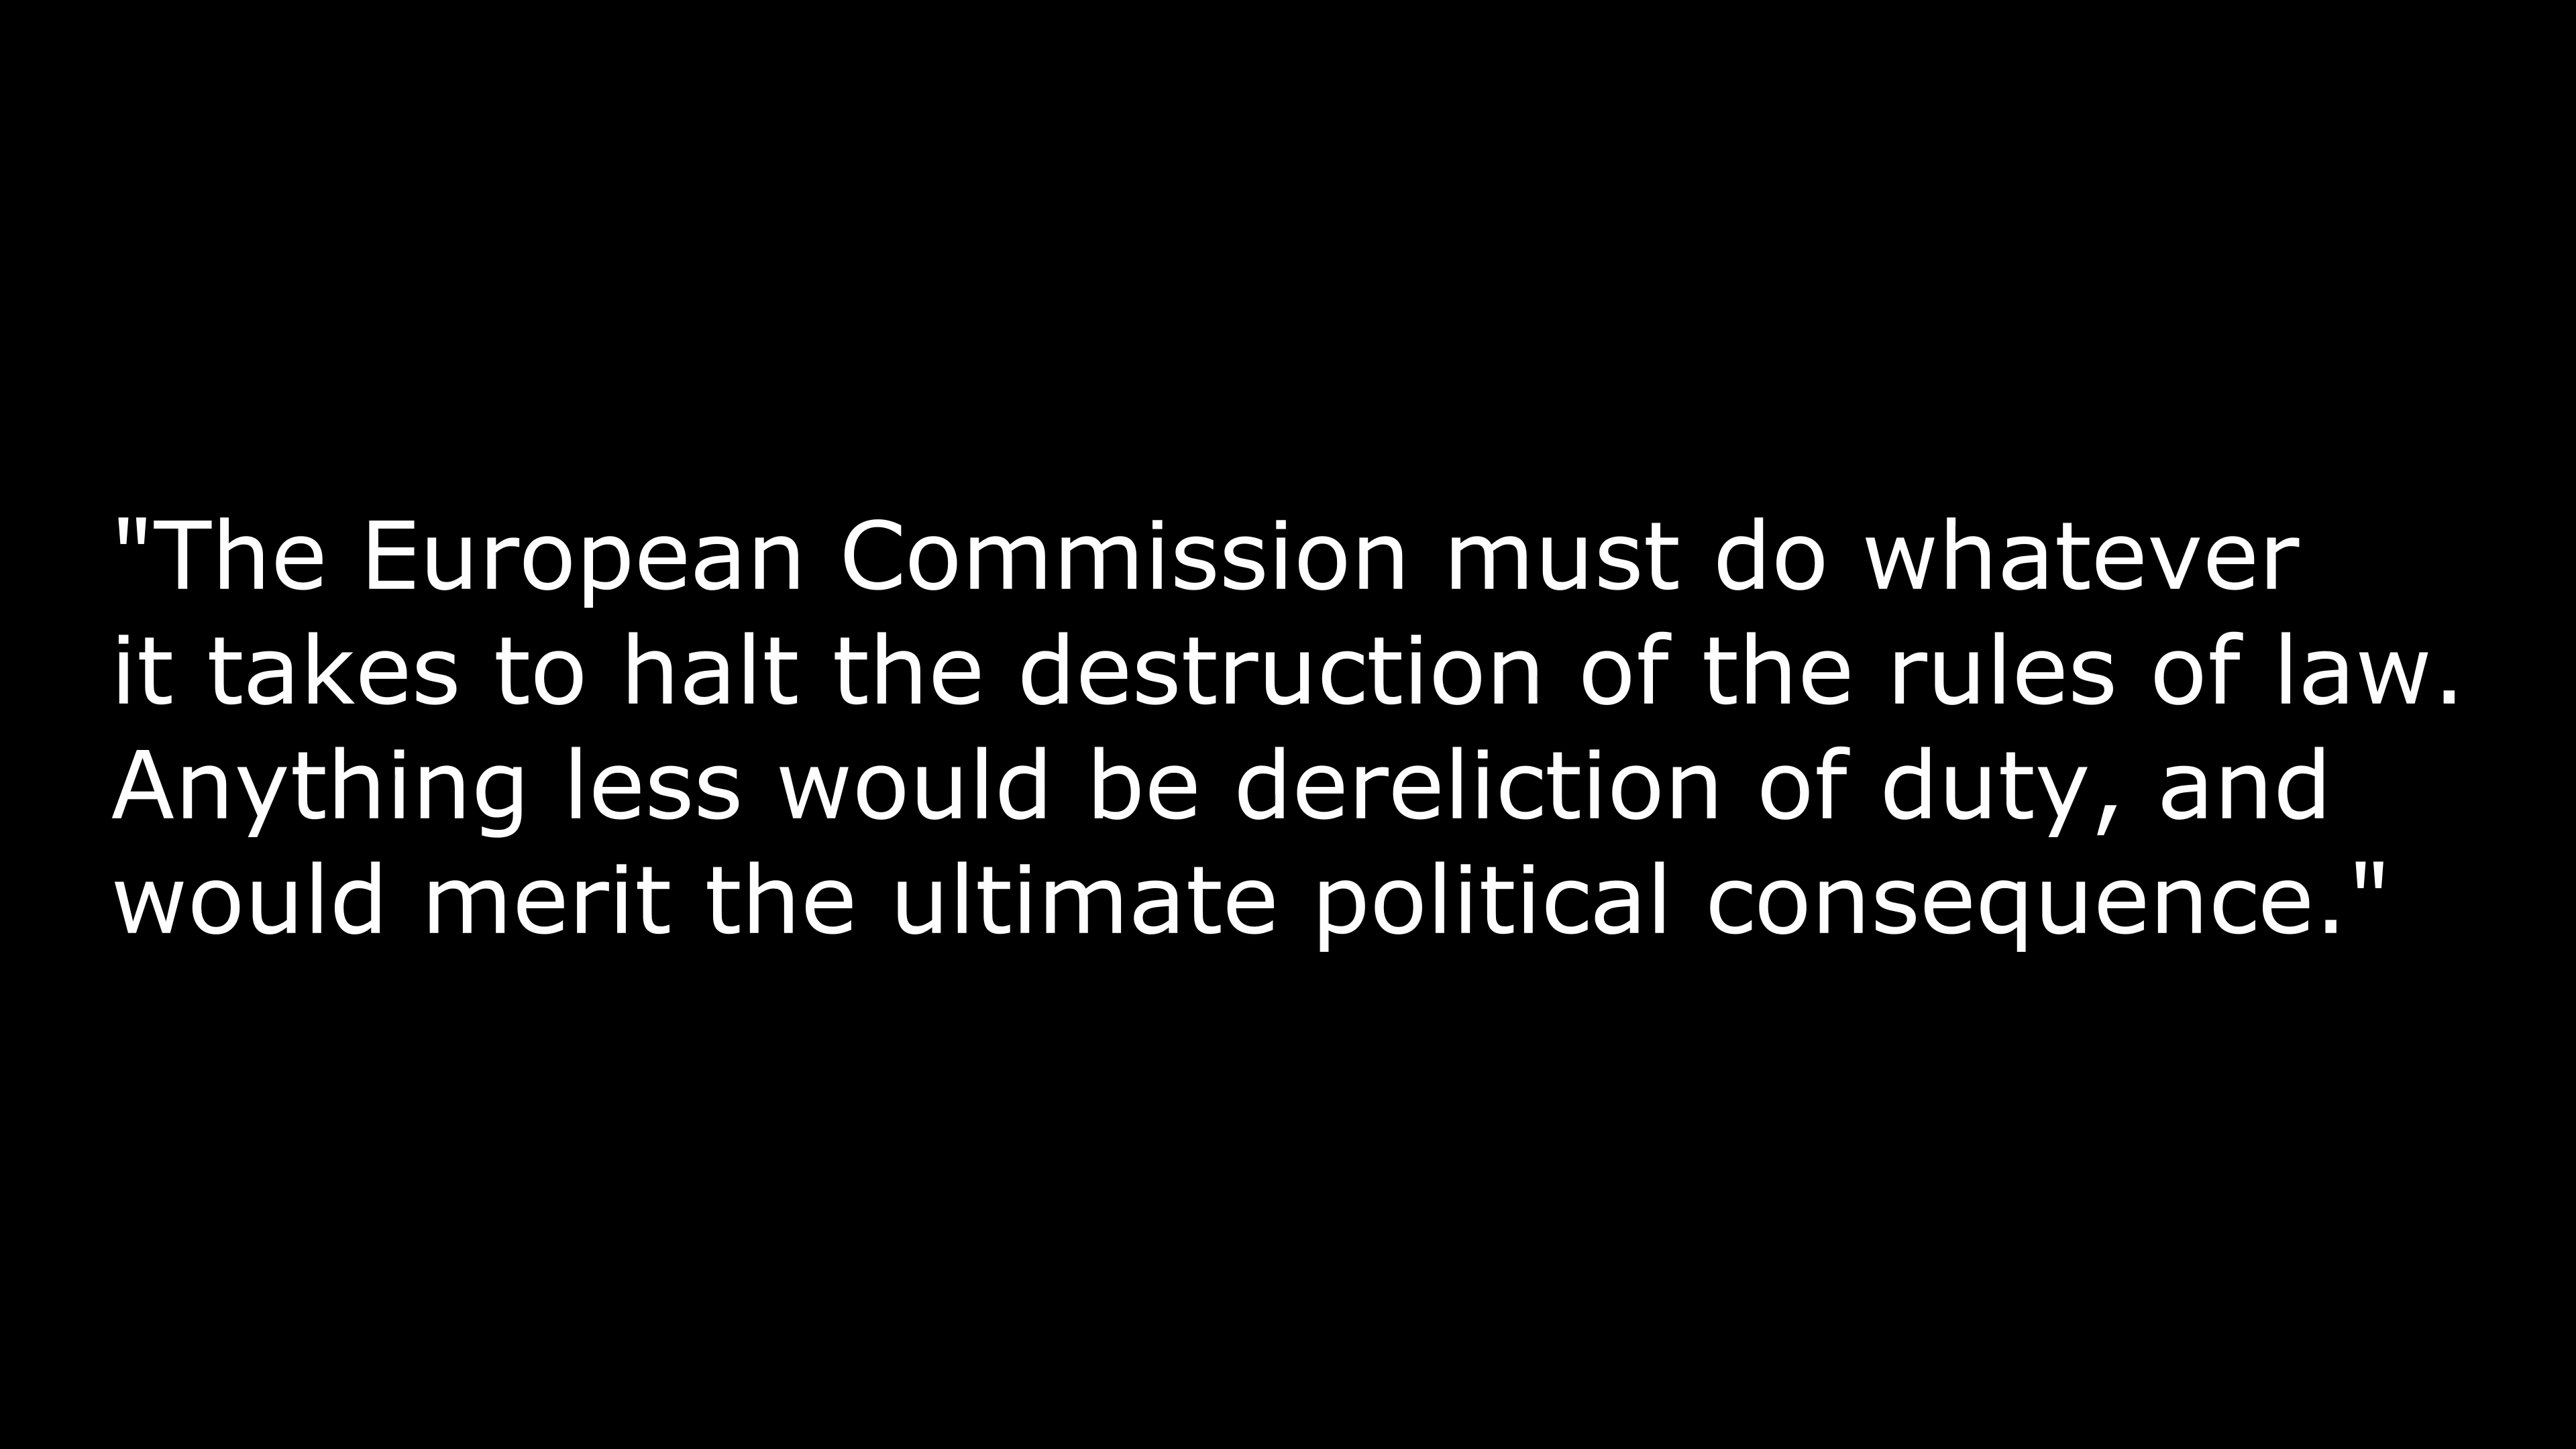 "The European Commission must do whatever
it takes to halt the destruction of the rules of law.
Anything less would be dereliction of duty, and
would merit the ultimate political consequence."